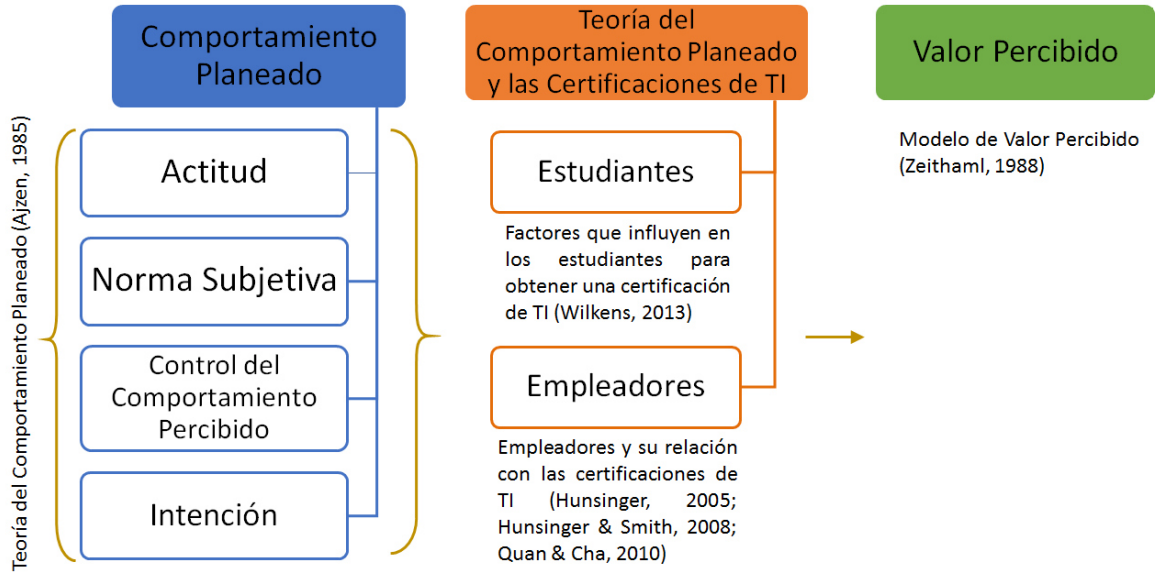 Teoría del Comportamiento Planeado (Ajzen, 1985)
Comportamiento
Planeado
Actitud
Norma Subjetiva
Control del
Comportamiento
Percibido
Intención
Teoría del
Comportamiento Planeado
y las Certificaciones de TI
Estudiantes
Factores que influyen en
los estudiantes para
obtener una certificación
de TI (Wilkens, 2013)
Empleadores
Empleadores y su relación
con las certificaciones de
TI (Hunsinger, 2005;
Hunsinger & Smith, 2008;
Quan & Cha, 2010)
Valor Percibido
Modelo de Valor Percibido
(Zeithaml, 1988)